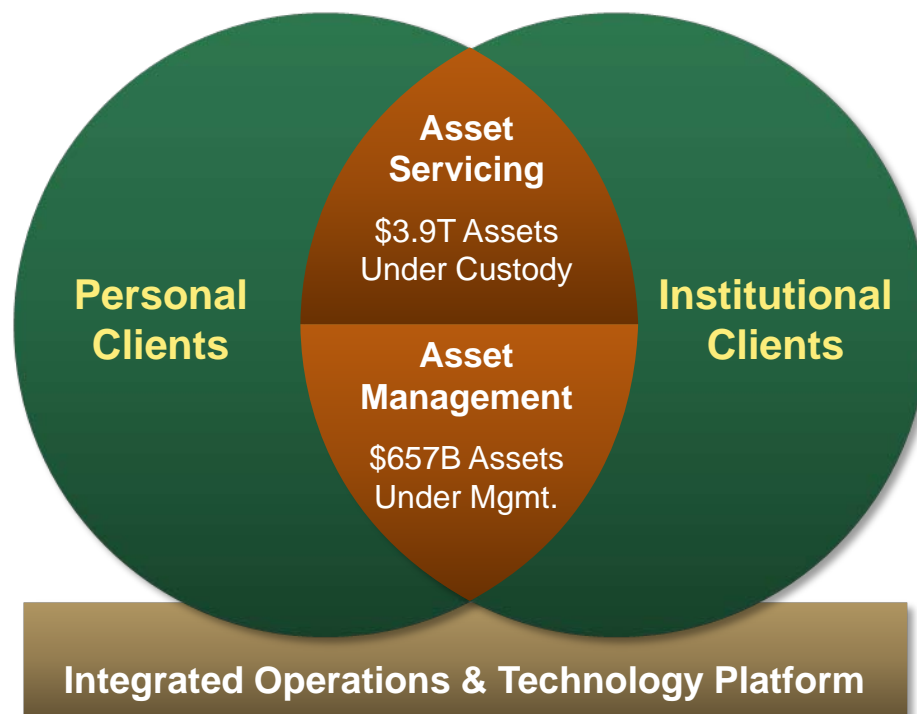 Asset
Servicing
$3.9T Assets
Under Custody
Personal
Clients
Institutional
Clients
Asset
Management
$657B Assets
Under Mgmt.
Integrated Operations & Technology Platform